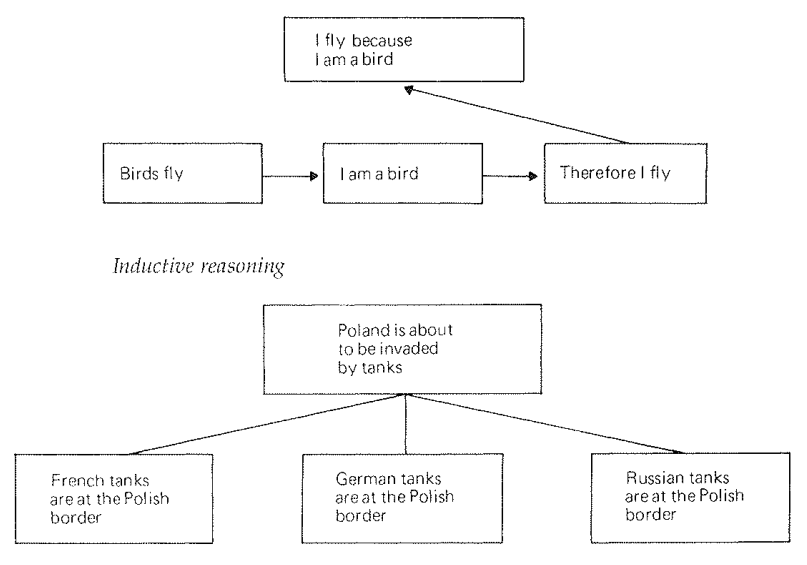 I fly because
I am a bird
Birds fly
I am a bird
Therefore I fly
Inductive reasoning
Poland is about
to be invaded
by tanks
French tanks
are at the Polish
border
German tanks
are at the Polish
border
Russian tanks
are at the Polish
border